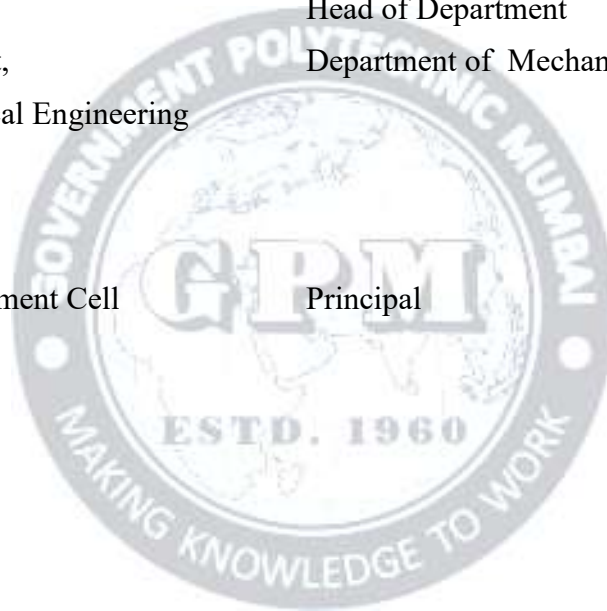 Head of Department
,
Department of Mechan
al Engineering
ment Cell
Principal
GOVERNMENT POLYTECHNIC MUMBAI
GPM
ESTD. 1960
MAKING KNOWLEDGE TO WORK